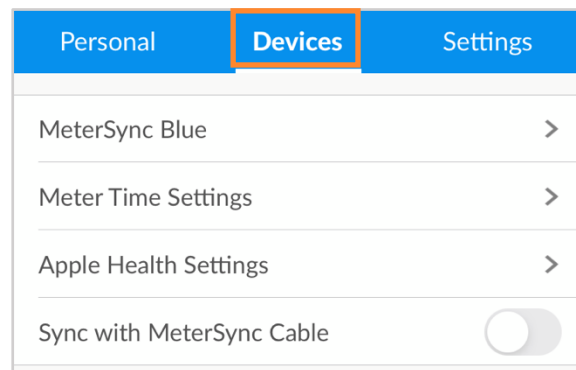 Personal Devices Settings
MeterSync Blue
Meter Time Settings
Apple Health Settings
Sync with MeterSync Cable